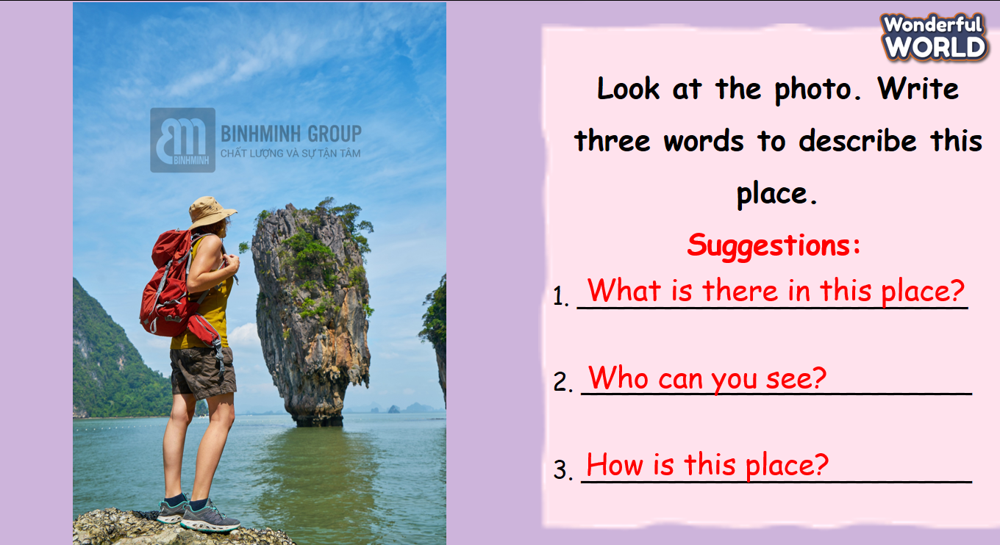 Wonderful
WORLD
BINHMINH GROUP
CHẤT LƯỢNG VÀ SỰ TẬN TÂM
BINHMINH
Look at the photo. Write
three words to describe this
place.
Suggestions:
1. What is there in this place?
2. Who can you see?
3. How is this place?